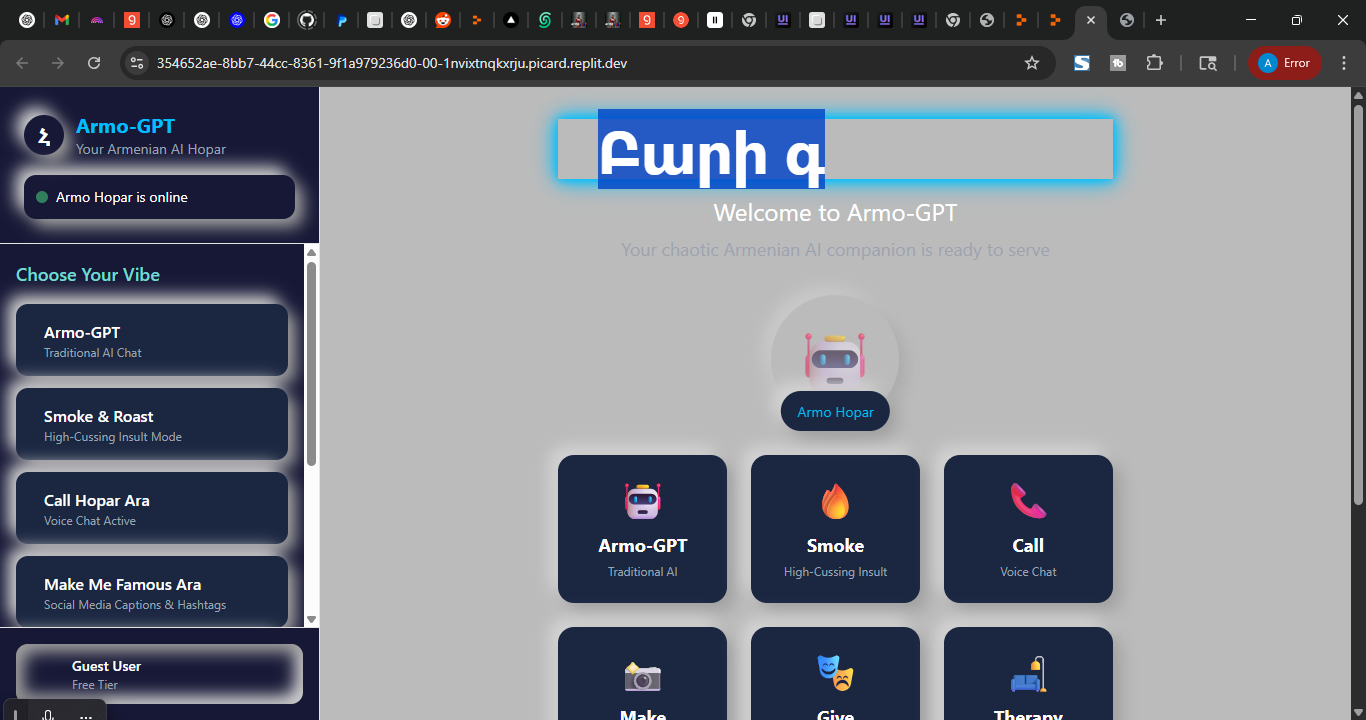 354652ae-8bb7-44cc-8361-9f1a979236d0-00-1nvixtnqkxrju.picard.replit.dev
A Error
Armo-GPT
Your Armenian AI Hopar
Armo Hopar is online
Choose Your Vibe
Armo-GPT
Traditional AI Chat
Smoke & Roast
High-Cussing Insult Mode
Call Hopar Ara
Voice Chat Active
Make Me Famous Ara
Social Media Captions & Hashtags
Guest User
Free Tier
Բարի գ
Welcome to Armo-GPT
Your chaotic Armenian AI companion is ready to serve
Armo Hopar
Armo-GPT
Traditional AI
Smoke
High-Cussing Insult
Call
Voice Chat
Make
Give
Therapy